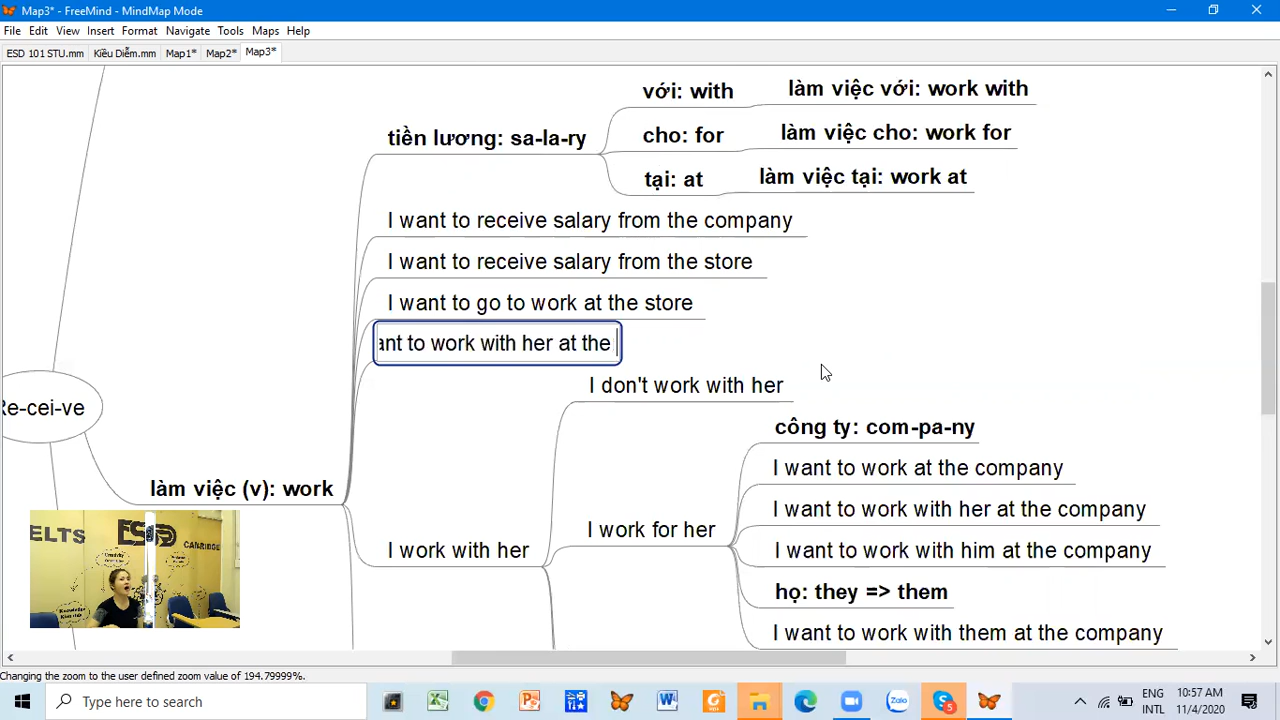 Map3* - FreeMind - MindMap Mode
File Edit View Insert Format Navigate Tools Maps Help
ESD 101 STU.mm Kiều Diễm.mm Map1* Map2* Map3*
với: with làm việc với: work with
tiền lương: sa-la-ry cho: for làm việc cho: work for
tại: at làm việc tại: work at
I want to receive salary from the company
I want to receive salary from the store
I want to go to work at the store
ant to work with her at the
I don't work with her
Re-cei-ve
công ty: com-pa-ny
I want to work at the company
làm việc (v): work
I want to work with her at the company
I work for her
I work with her
I want to work with him at the company
họ: they => them
I want to work with them at the company
IELTS ESD CAMBRIDGE
Changing the zoom to the user defined zoom value of 194.79999%.
Type here to search
5
ENG
INTL
10:57 AM
11/4/2020